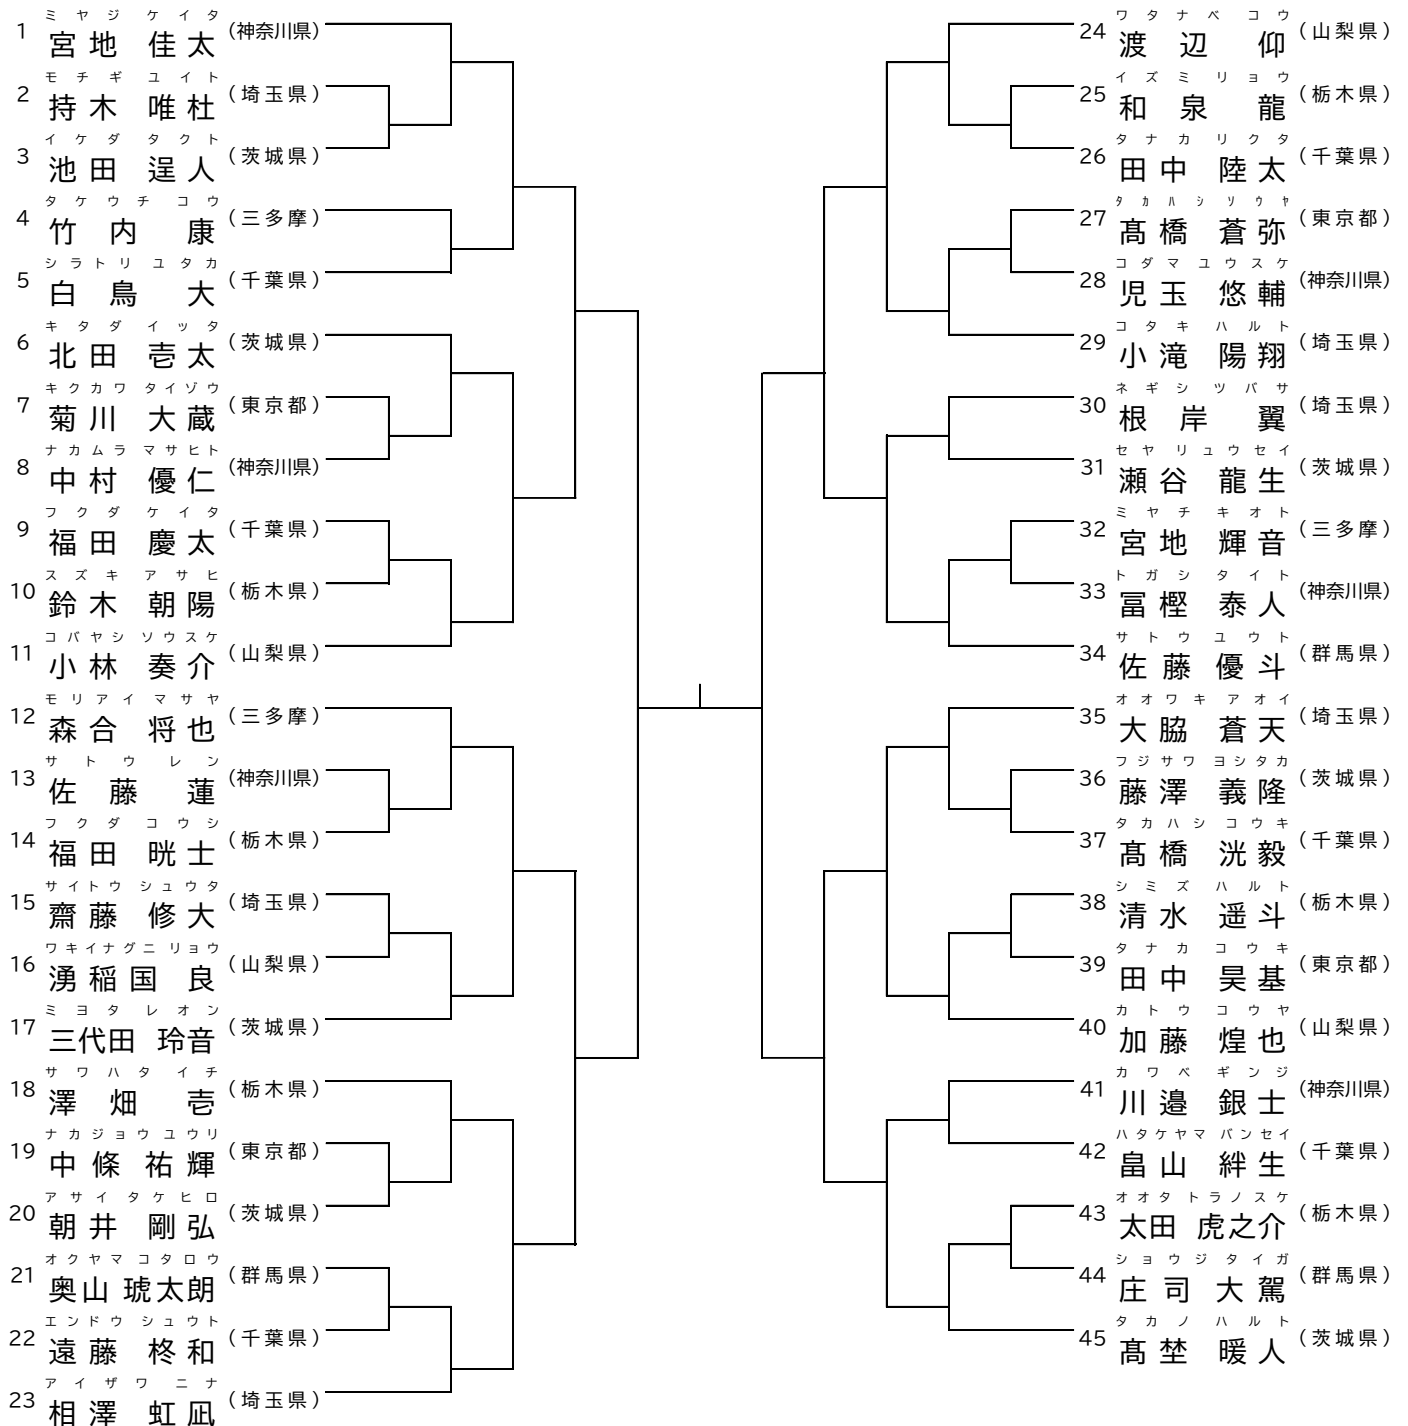 ミヤジ ケイタ
1 宮地 佳太 (神奈川県)
モチギ ユイト
2 持木 唯杜 (埼玉県)
イケダ タクト
3 池田 逞人 (茨城県)
タケウチ コウ
4 竹内 康 (三多摩)
シラトリ ユタカ
5 白鳥 大 (千葉県)
キタダ イッタ
6 北田 壱太 (茨城県)
キクカワ タイゾウ
7 菊川 大蔵 (東京都)
ナカムラ マサヒト
8 中村 優仁 (神奈川県)
フクダ ケイタ
9 福田 慶太 (千葉県)
スズキ アサヒ
10 鈴木 朝陽 (栃木県)
コバヤシ ソウスケ
11 小林 奏介 (山梨県)
モリアイ マサヤ
12 森合 将也 (三多摩)
サトウ レン
13 佐藤 蓮 (神奈川県)
フクダ コウシ
14 福田 晄士 (栃木県)
サイトウ シュウタ
15 齋藤 修大 (埼玉県)
ワキイナグニ リョウ
16 湧稲国 良 (山梨県)
ミヨタ レオン
17 三代田 玲音 (茨城県)
サワハタ イチ
18 澤畑 壱 (栃木県)
ナカジョウ ユウリ
19 中條 祐輝 (東京都)
アサイ タケヒロ
20 朝井 剛弘 (茨城県)
オクヤマ コタロウ
21 奥山 琥太朗 (群馬県)
エンドウ シュウト
22 遠藤 柊和 (千葉県)
アイザワ ニナ
23 相澤 虹凪 (埼玉県)
ワタナベ コウ
24 渡辺 仰 (山梨県)
イズミ リョウ
25 和泉 龍 (栃木県)
タナカ リクタ
26 田中 陸太 (千葉県)
タカハシ ソウヤ
27 髙橋 蒼弥 (東京都)
コダマ ユウスケ
28 児玉 悠輔 (神奈川県)
コタキ ハルト
29 小滝 陽翔 (埼玉県)
ネギシ ツバサ
30 根岸 翼 (埼玉県)
セヤ リュウセイ
31 瀬谷 龍生 (茨城県)
ミヤチ キオト
32 宮地 輝音 (三多摩)
トガシ タイト
33 冨樫 泰人 (神奈川県)
サトウ ユウト
34 佐藤 優斗 (群馬県)
オオワキ アオイ
35 大脇 蒼天 (埼玉県)
フジサワ ヨシタカ
36 藤澤 義隆 (茨城県)
タカハシ コウキ
37 髙橋 洸毅 (千葉県)
シミズ ハルト
38 清水 遥斗 (栃木県)
タナカ コウキ
39 田中 昊基 (東京都)
カトウ コウヤ
40 加藤 煌也 (山梨県)
カワベ ギンジ
41 川邉 銀士 (神奈川県)
ハタケヤマ バンセイ
42 畠山 絆生 (千葉県)
オオタ トラノスケ
43 太田 虎之介 (栃木県)
ショウジ タイガ
44 庄司 大駕 (群馬県)
タカノ ハルト
45 髙埜 暖人 (茨城県)